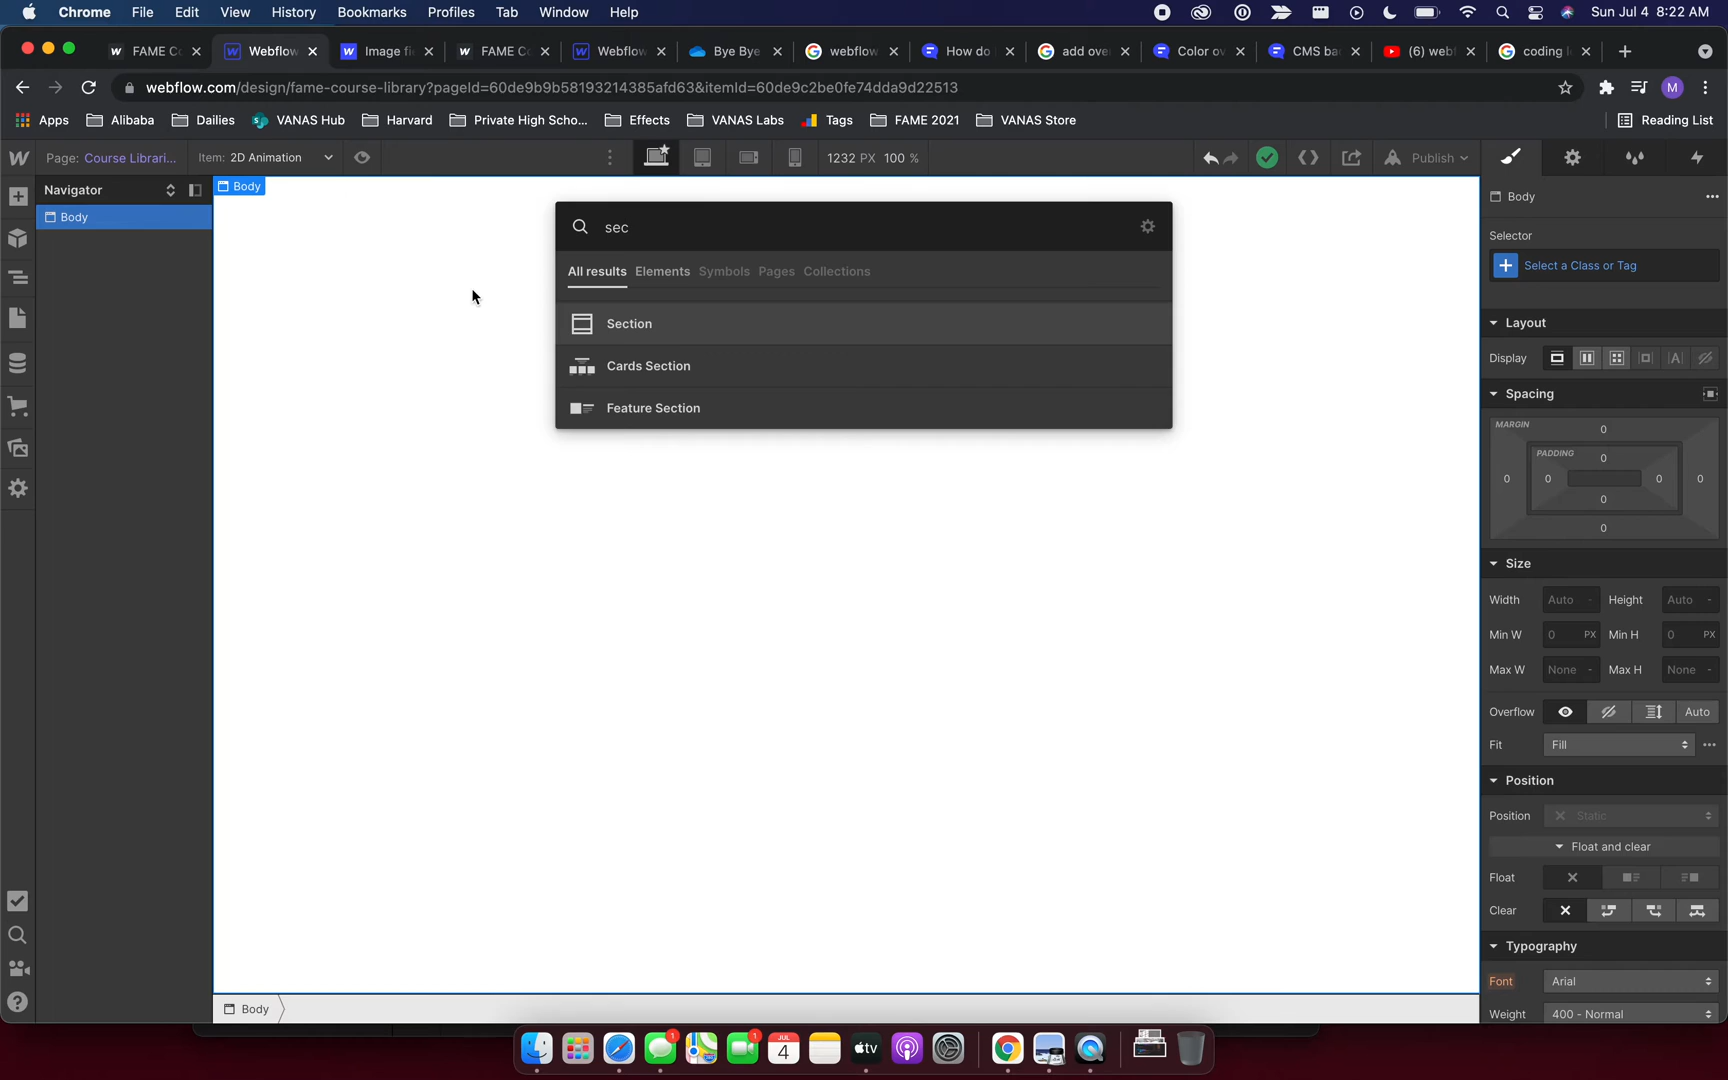 Chrome File Edit View History Bookmarks Profiles Tab Window Help Sun Jul 4 8:22 AM
FAME C Webflow Image fi FAME C Webflow Bye Bye webflow How do add ove Color ov CMS ba (6) web coding l
webflow.com/design/fame-course-library?pageId=60de9b9b58193214385afd63&itemId=60de9c2be0fe74dda9d22513 M
Apps Alibaba Dailies VANAS Hub Harvard Private High Scho... Effects VANAS Labs Tags FAME 2021 VANAS Store Reading List
Page: Course Librari... Item: 2D Animation 1232 PX 100 % Publish
Navigator Body Body
Body
Selector
Select a Class or Tag
sec
All results Elements Symbols Pages Collections
Section
Cards Section
Feature Section
Layout
Display
Spacing
MARGIN 0
PADDING 0
0 0 0 0
0
0
Size
Width Auto - Height Auto -
Min W 0 PX Min H 0 PX
Max W None - Max H None -
Overflow Auto
Fit Fill
Position
Position Static
Float and clear
Float
Clear
Typography
Font Arial
Weight 400 - Normal
Body
1 1 JUL 4 tv